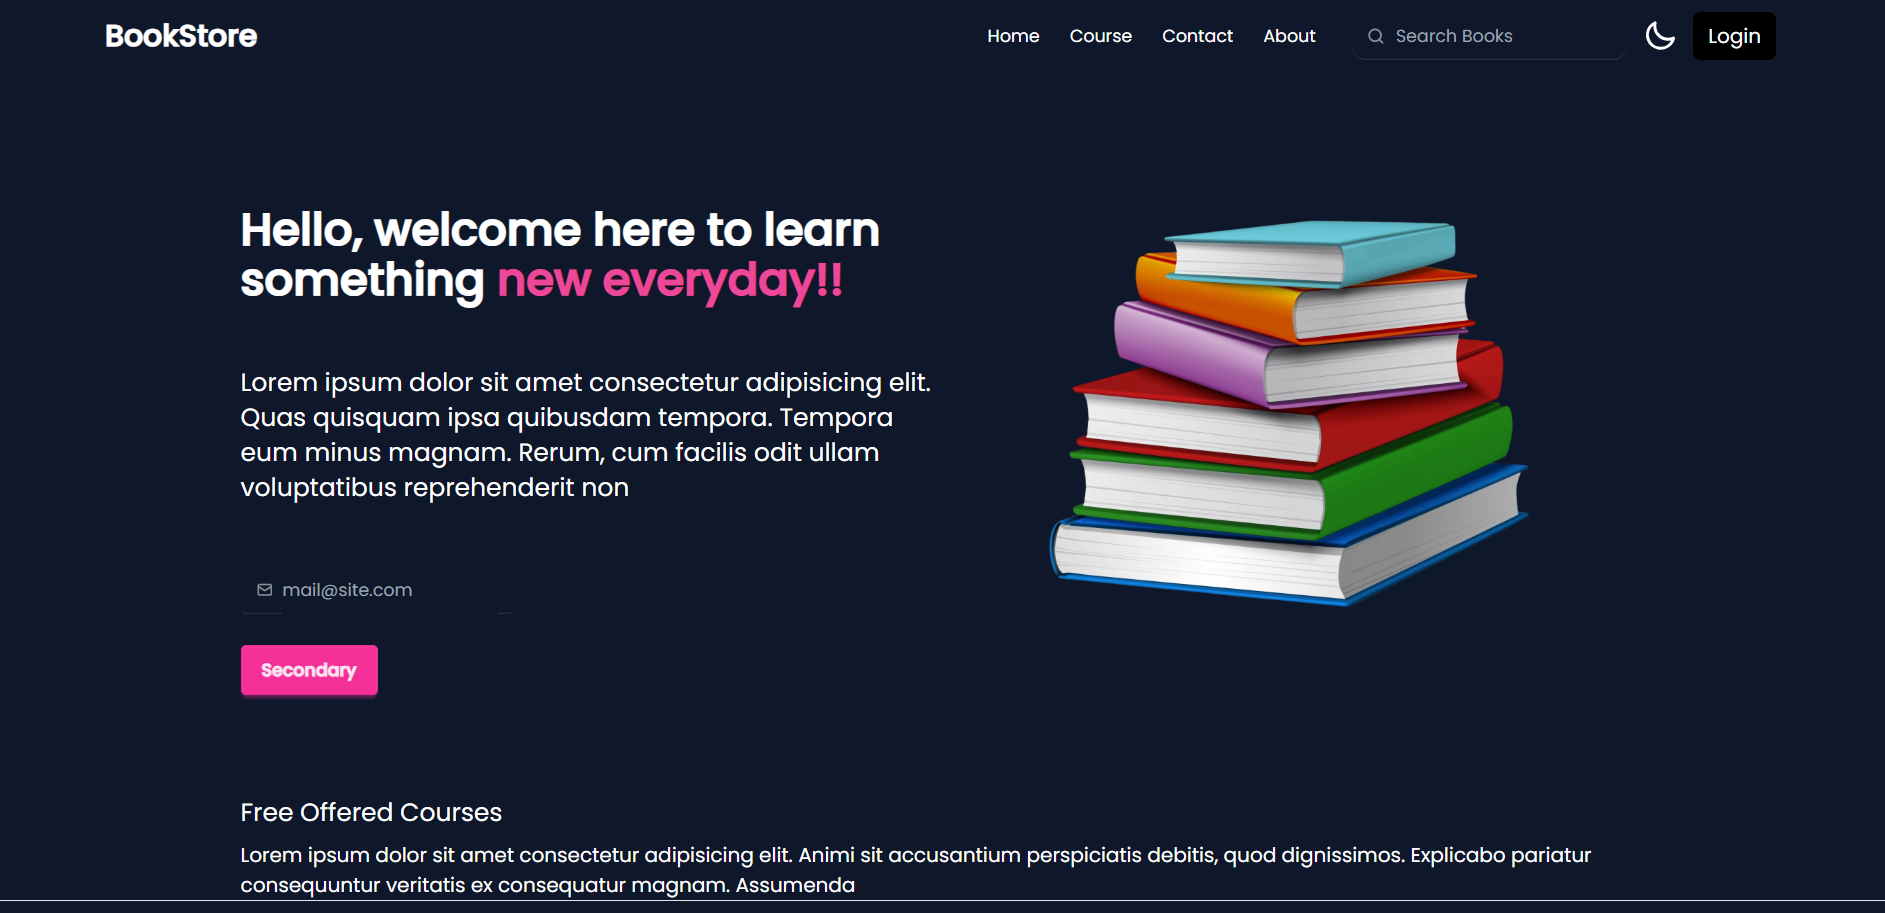 BookStore
Home Course Contact About Search Books Login
Hello, welcome here to learn
something new everyday!!
Lorem ipsum dolor sit amet consectetur adipisicing elit.
Quas quisquam ipsa quibusdam tempora. Tempora
eum minus magnam. Rerum, cum facilis odit ullam
voluptatibus reprehenderit non
mail@site.com
Secondary
Free Offered Courses
Lorem ipsum dolor sit amet consectetur adipisicing elit. Animi sit accusantium perspiciatis debitis, quod dignissimos. Explicabo pariatur
consequuntur veritatis ex consequatur magnam. Assumenda